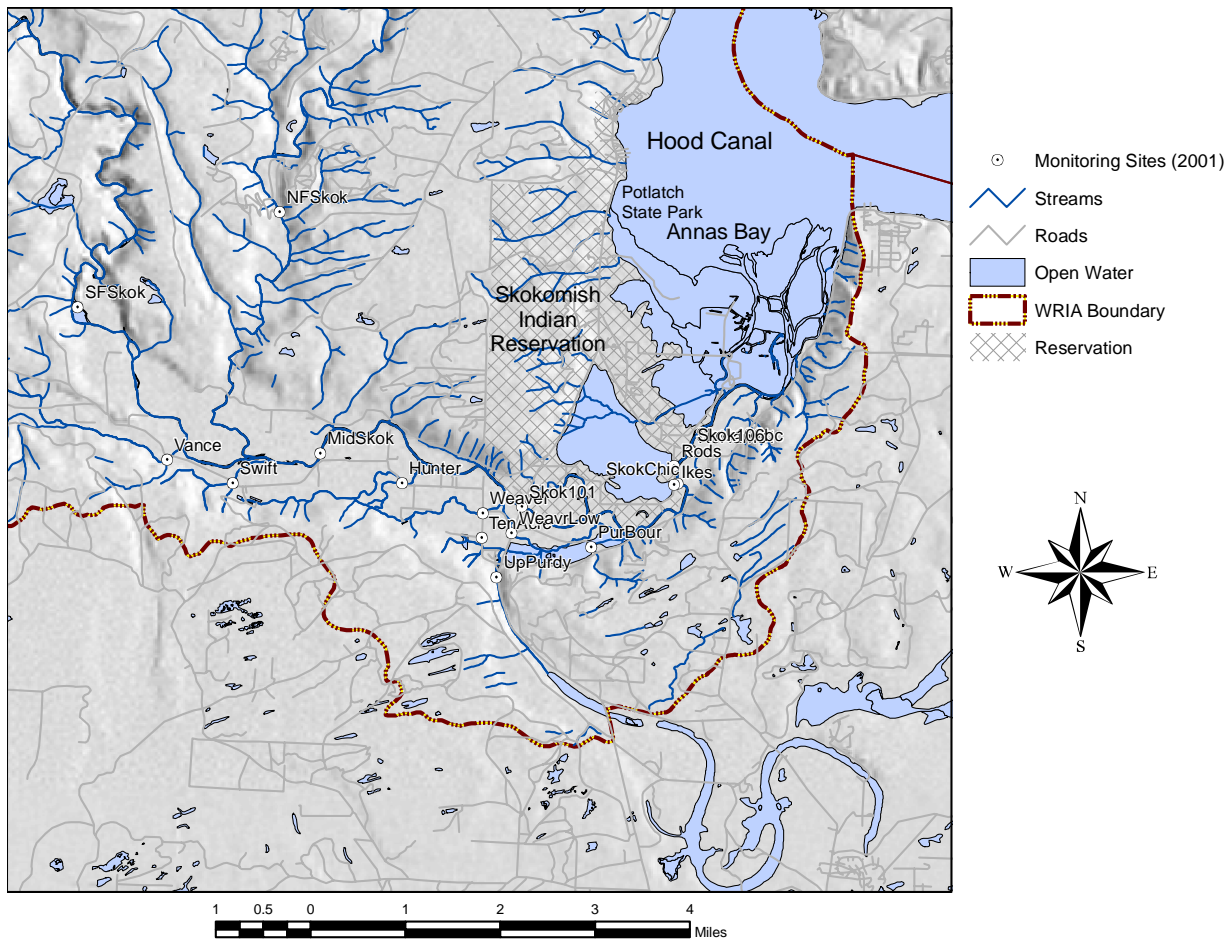 Hood Canal
Monitoring Sites (2001)
Streams
Roads
Open Water
WRIA Boundary
Reservation
Potlatch
State Park
Annas Bay
NFSkok
SFSkok
Skokomish
Indian
Reservation
Vance
MidSkok
Swift
Hunter
Skok106bc
Rods
SkokChic
Ikes
Skok101
Weaver
WeavrLow
TenAcre
PurBour
UpPurdy
N
W
E
S
1 0.5 0 1 2 3 4
Miles